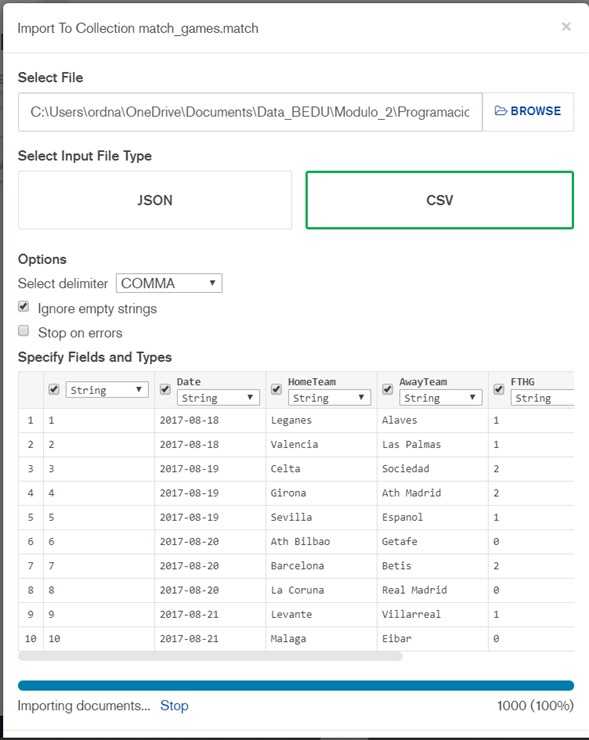 Import To Collection match_games.match ×
Select File
C:\Users\ordna\OneDrive\Documents\Data_BEDU\Modulo_2\Programacic BROWSE
Select Input File Type
JSON CSV
Options
Select delimiter COMMA
Ignore empty strings
Stop on errors
Specify Fields and Types
String Date String HomeTeam String AwayTeam String FTHG String
1 1 2017-08-18 Leganes Alaves 1
2 2 2017-08-18 Valencia Las Palmas 1
3 3 2017-08-19 Celta Sociedad 2
4 4 2017-08-19 Girona Ath Madrid 2
5 5 2017-08-19 Sevilla Espanol 1
6 6 2017-08-20 Ath Bilbao Getafe 0
7 7 2017-08-20 Barcelona Betis 2
8 8 2017-08-20 La Coruna Real Madrid 0
9 9 2017-08-21 Levante Villarreal 1
10 10 2017-08-21 Malaga Eibar 0
Importing documents... Stop 1000 (100%)